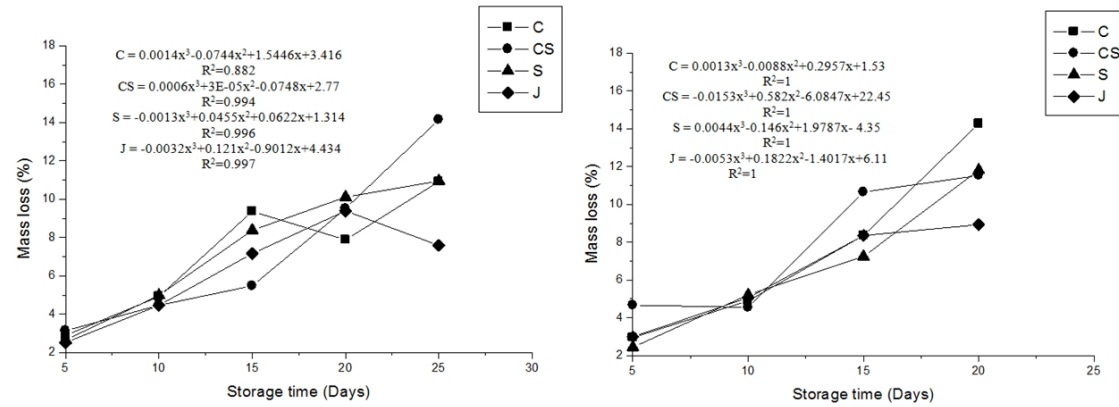 C
CS
S
J
C = 0.0014x³-0.0744x²+1.5446x+3.416
R²=0.882
CS = 0.0006x³+3E-05x²-0.0748x+2.77
R²=0.994
S = -0.0013x³+0.0455x²+0.0622x+1.314
R²=0.996
J = -0.0032x³+0.121x²-0.9012x+4.434
R²=0.997
18
16
14
12
10
8
6
4
2
Mass loss (%)
5
10
15
20
25
30
Storage time (Days)
C
CS
S
J
C = 0.0013x³-0.0088x²+0.2957x+1.53
R²=1
CS = -0.0153x³+0.582x²-6.0847x+22.45
R²=1
S = 0.0044x³-0.146x²+1.9787x- 4.35
R²=1
J = -0.0053x³+0.1822x²-1.4017x+6.11
R²=1
18
16
14
12
10
8
6
4
2
Mass loss (%)
5
10
15
20
25
Storage time (Days)